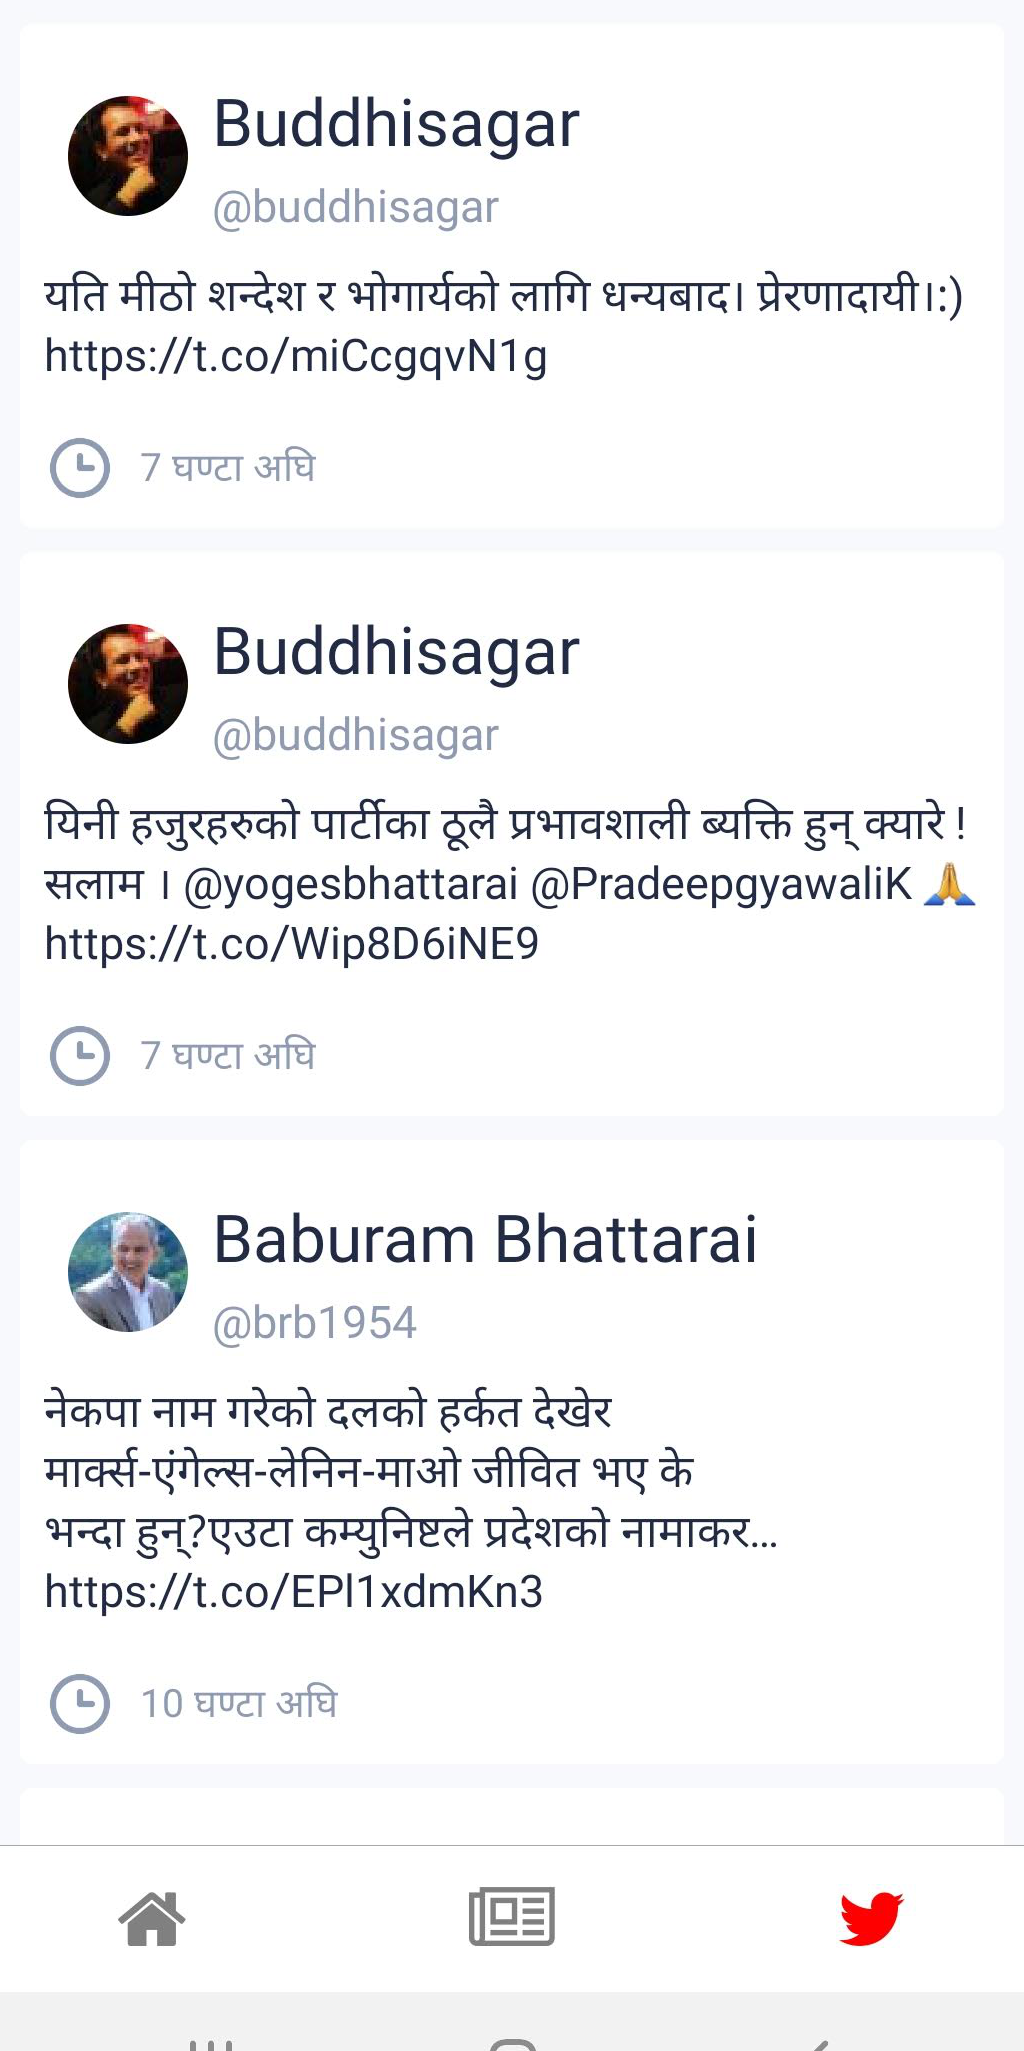 Buddhisagar
@buddhisagar
यति मीठो शन्देश र भोगार्यको लागि धन्यबाद। प्रेरणादायी।:)
https://t.co/miCcgqvN1g
7 घण्टा अघि
Buddhisagar
@buddhisagar
यिनी हजुरहरुको पार्टीका ठूलै प्रभावशाली ब्यक्ति हुन् क्यारे !
सलाम । @yogesbhattarai @PradeepgyawaliK 🙏
https://t.co/Wip8D6iNE9
7 घण्टा अघि
Baburam Bhattarai
@brb1954
नेकपा नाम गरेको दलको हर्कत देखेर
मार्क्स-एंगेल्स-लेनिन-माओ जीवित भए के
भन्दा हुन्?एउटा कम्युनिष्टले प्रदेशको नामाकर…
https://t.co/EPl1xdmKn3
10 घण्टा अघि